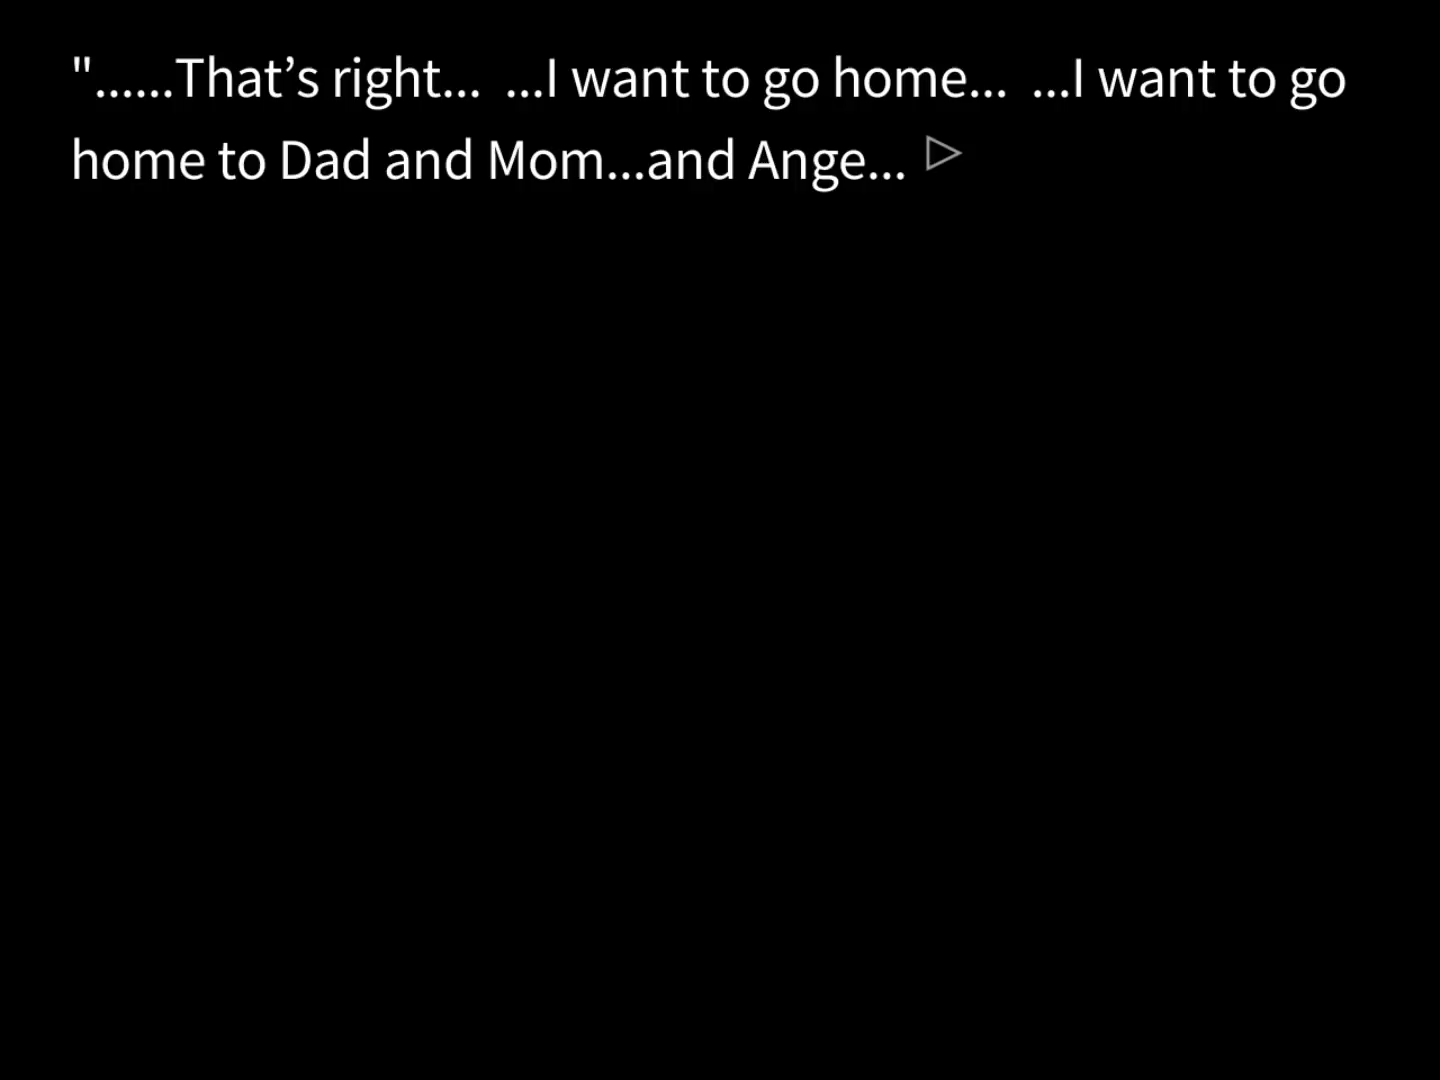 "......That’s right...  ...I want to go home...  ...I want to go
home to Dad and Mom...and Ange...